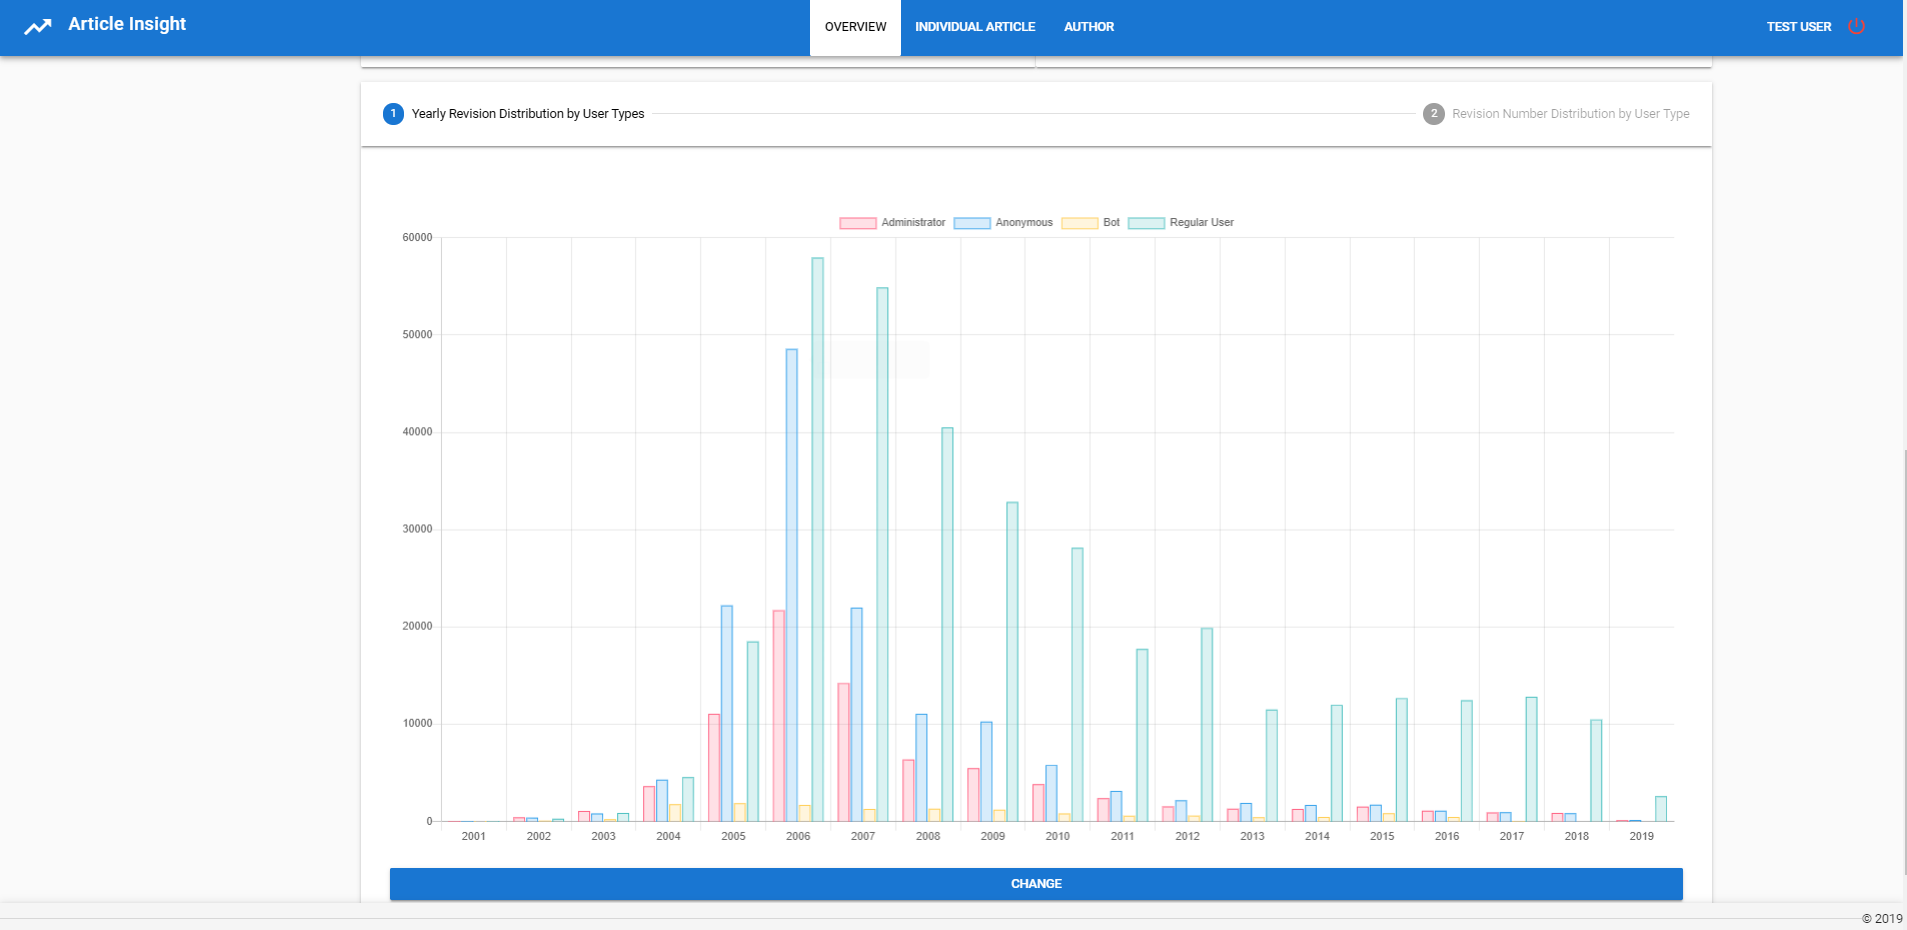 Article Insight
OVERVIEW
INDIVIDUAL ARTICLE
AUTHOR
TEST USER
1 Yearly Revision Distribution by User Types
2 Revision Number Distribution by User Type
Administrator Anonymous Bot Regular User
60000
50000
40000
30000
20000
10000
0
2001 2002 2003 2004 2005 2006 2007 2008 2009 2010 2011 2012 2013 2014 2015 2016 2017 2018 2019
CHANGE
© 2019